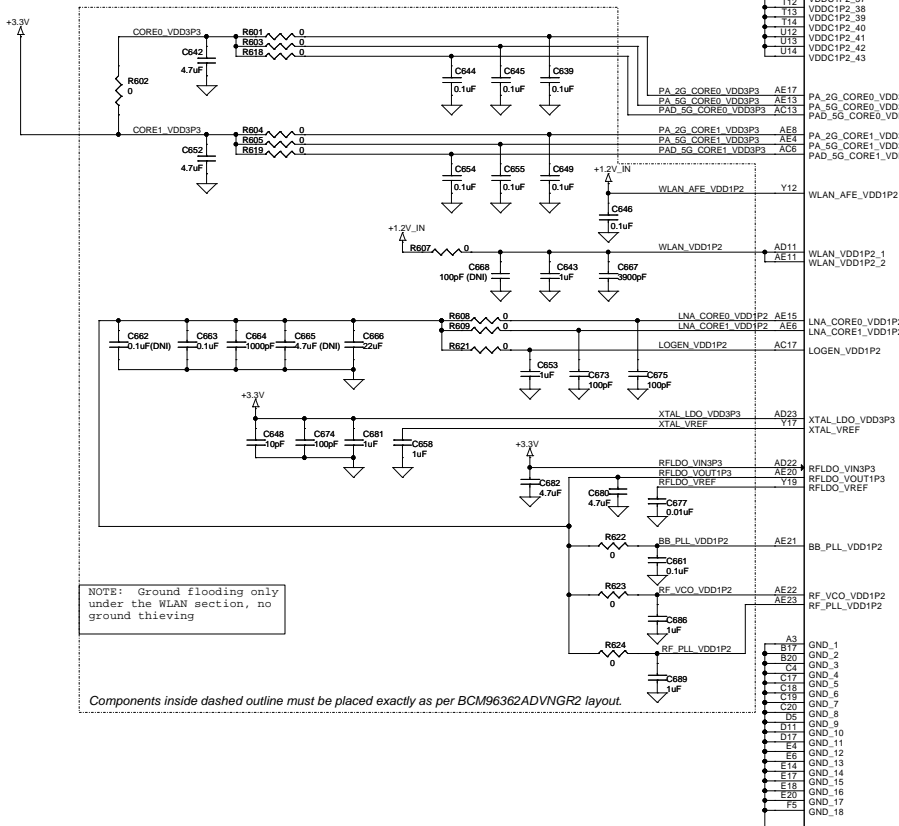 T12 VDDC1P2_38
T13 VDDC1P2_39
T14 VDDC1P2_40
U12 VDDC1P2_41
U13 VDDC1P2_42
U14 VDDC1P2_43
+3.3V
CORE0_VDD3P3
R601 0
R603 0
R618 0
C642
4.7uF
R602
0
C644
0.1uF
C645
0.1uF
C639
0.1uF
PA_2G_CORE0_VDD3P3 AE17 PA_2G_CORE0_VDD
PA_5G_CORE0_VDD3P3 AE13 PA_5G_CORE0_VDD
PAD_5G_CORE0_VDD3P3 AC13 PAD_5G_CORE0_VD
CORE1_VDD3P3
R604 0
R605 0
R619 0
C652
4.7uF
PA_2G_CORE1_VDD3P3 AE8 PA_2G_CORE1_VDD
PA_5G_CORE1_VDD3P3 AE4 PA_5G_CORE1_VDD
PAD_5G_CORE1_VDD3P3 AC6 PAD_5G_CORE1_VD
C654
0.1uF
C655
0.1uF
C649
0.1uF
+1.2V_IN
WLAN_AFE_VDD1P2 Y12 WLAN_AFE_VDD1P2
C646
0.1uF
+1.2V_IN
R607 0
WLAN_VDD1P2 AD11 WLAN_VDD1P2_1
AE11 WLAN_VDD1P2_2
C668
100pF (DNI)
C643
1uF
C667
3900pF
R608 0
R609 0
R621 0
LNA_CORE0_VDD1P2 AE15 LNA_CORE0_VDD1P
LNA_CORE1_VDD1P2 AE6 LNA_CORE1_VDD1P
LOGEN_VDD1P2 AC17 LOGEN_VDD1P2
C662
0.1uF(DNI)
C663
0.1uF
C664
1000pF
C665
4.7uF (DNI)
C666
22uF
C653
1uF
C673
100pF
C675
100pF
+3.3V
XTAL_LDO_VDD3P3 AD23 XTAL_LDO_VDD3P3
XTAL_VREF Y17 XTAL_VREF
C648
10pF
C674
100pF
C681
1uF
C658
1uF
+3.3V
RFLDO_VIN3P3 AD22 RFLDO_VIN3P3
RFLDO_VOUT1P3 AE20 RFLDO_VOUT1P3
RFLDO_VREF Y19 RFLDO_VREF
C682
4.7uF
C680
4.7uF
C677
0.01uF
R622
0
BB_PLL_VDD1P2 AE21 BB_PLL_VDD1P2
C661
0.1uF
R623
0
RF_VCO_VDD1P2 AE22 RF_VCO_VDD1P2
AE23 RF_PLL_VDD1P2
C686
1uF
R624
0
RF_PLL_VDD1P2
C689
1uF
NOTE: Ground flooding only
under the WLAN section, no
ground thieving
Components inside dashed outline must be placed exactly as per BCM96362ADVNGR2 layout.
A3 GND_1
B17 GND_2
B20 GND_3
C4 GND_4
C17 GND_5
C18 GND_6
C19 GND_7
C20 GND_8
D5 GND_9
D11 GND_10
D17 GND_11
E4 GND_12
E6 GND_13
E14 GND_14
E17 GND_15
E18 GND_16
E20 GND_17
F5 GND_18